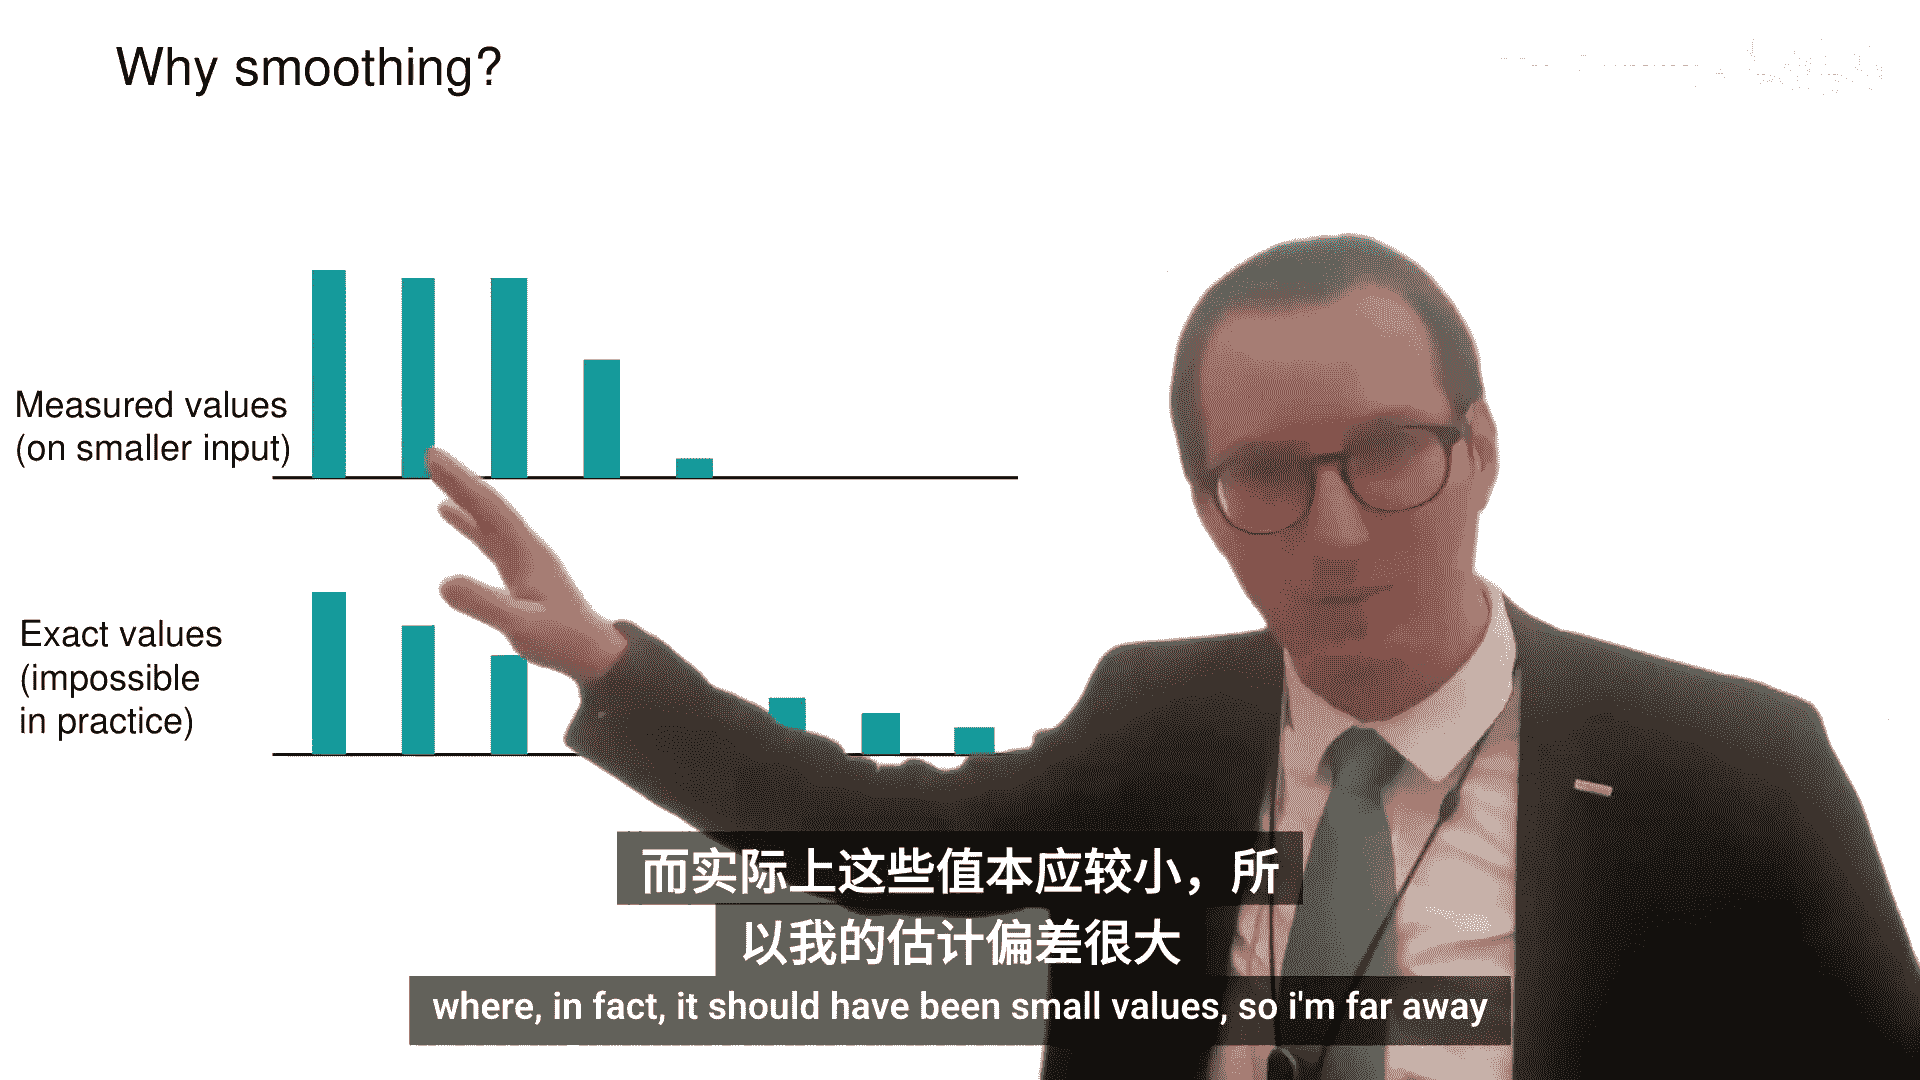 Why smoothing?
Measured values
(on smaller input)
Exact values
(impossible
in practice)
而实际上这些值本应较小，所
以我的估计偏差很大
where, in fact, it should have been small values, so i'm far away